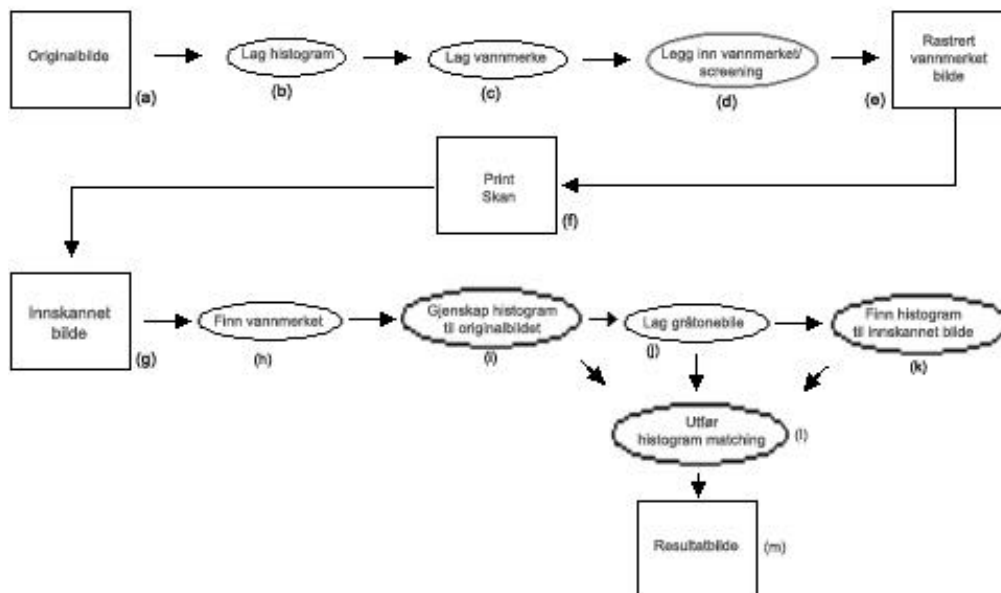 Originalbilde
(a)
Lag histogram
(b)
Lag vannmerke
(c)
Legg inn vannmerket/
screening
(d)
Rastrert
vannmerket
bilde
(e)
Print
Skan
(f)
Innskannet
bilde
(g)
Finn vannmerket
(h)
Gjenskap histogram
til originalbildet
(i)
Lag gråtonebile
(j)
Finn histogram
til innskannet bilde
(k)
Utfør
histogram matching
(l)
Resultatbilde
(m)